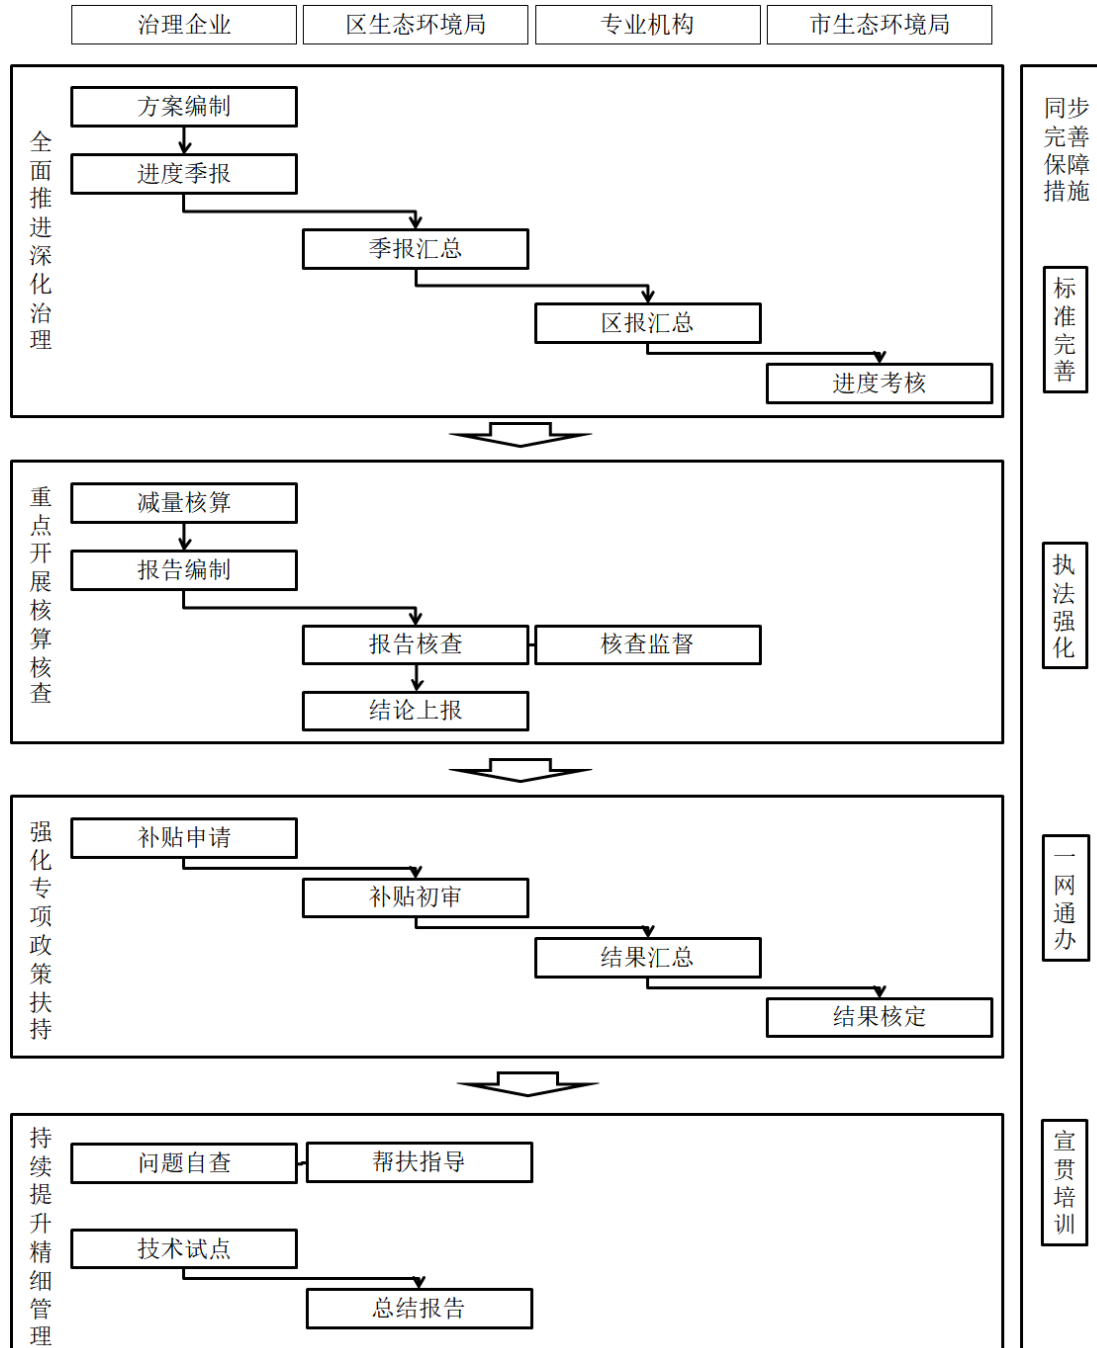 治理企业
区生态环境局
专业机构
市生态环境局
全面推进深化治理
方案编制
进度季报
季报汇总
区报汇总
进度考核
重点开展核算核查
减量核算
报告编制
报告核查
核查监督
结论上报
强化专项政策扶持
补贴申请
补贴初审
结果汇总
结果核定
持续提升精细管理
问题自查
帮扶指导
技术试点
总结报告
同步
完善
保障
措施
标准完善
执法强化
一网通办
宣贯培训